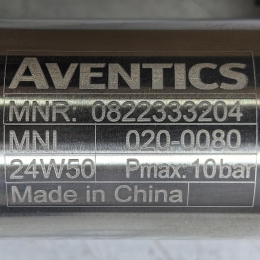 AVENTICS
MNR: 0822333204
MNI 020-0080
24W50 Pmax. 10bar
Made in China